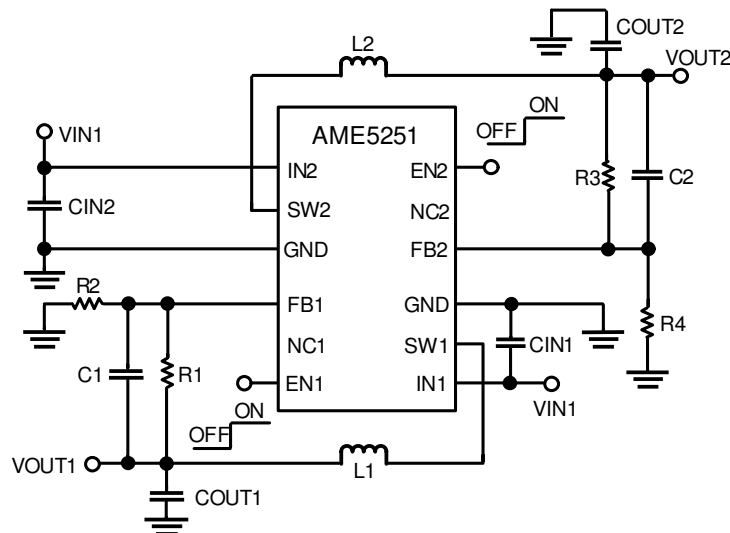 COUT2
L2
VOUT2
ON
OFF
AME5251
VIN1
IN2
EN2
R3
C2
CIN2
SW2
NC2
GND
FB2
R2
FB1
GND
R4
NC1
SW1
CIN1
C1
R1
EN1
IN1
VIN1
ON
OFF
VOUT1
L1
COUT1